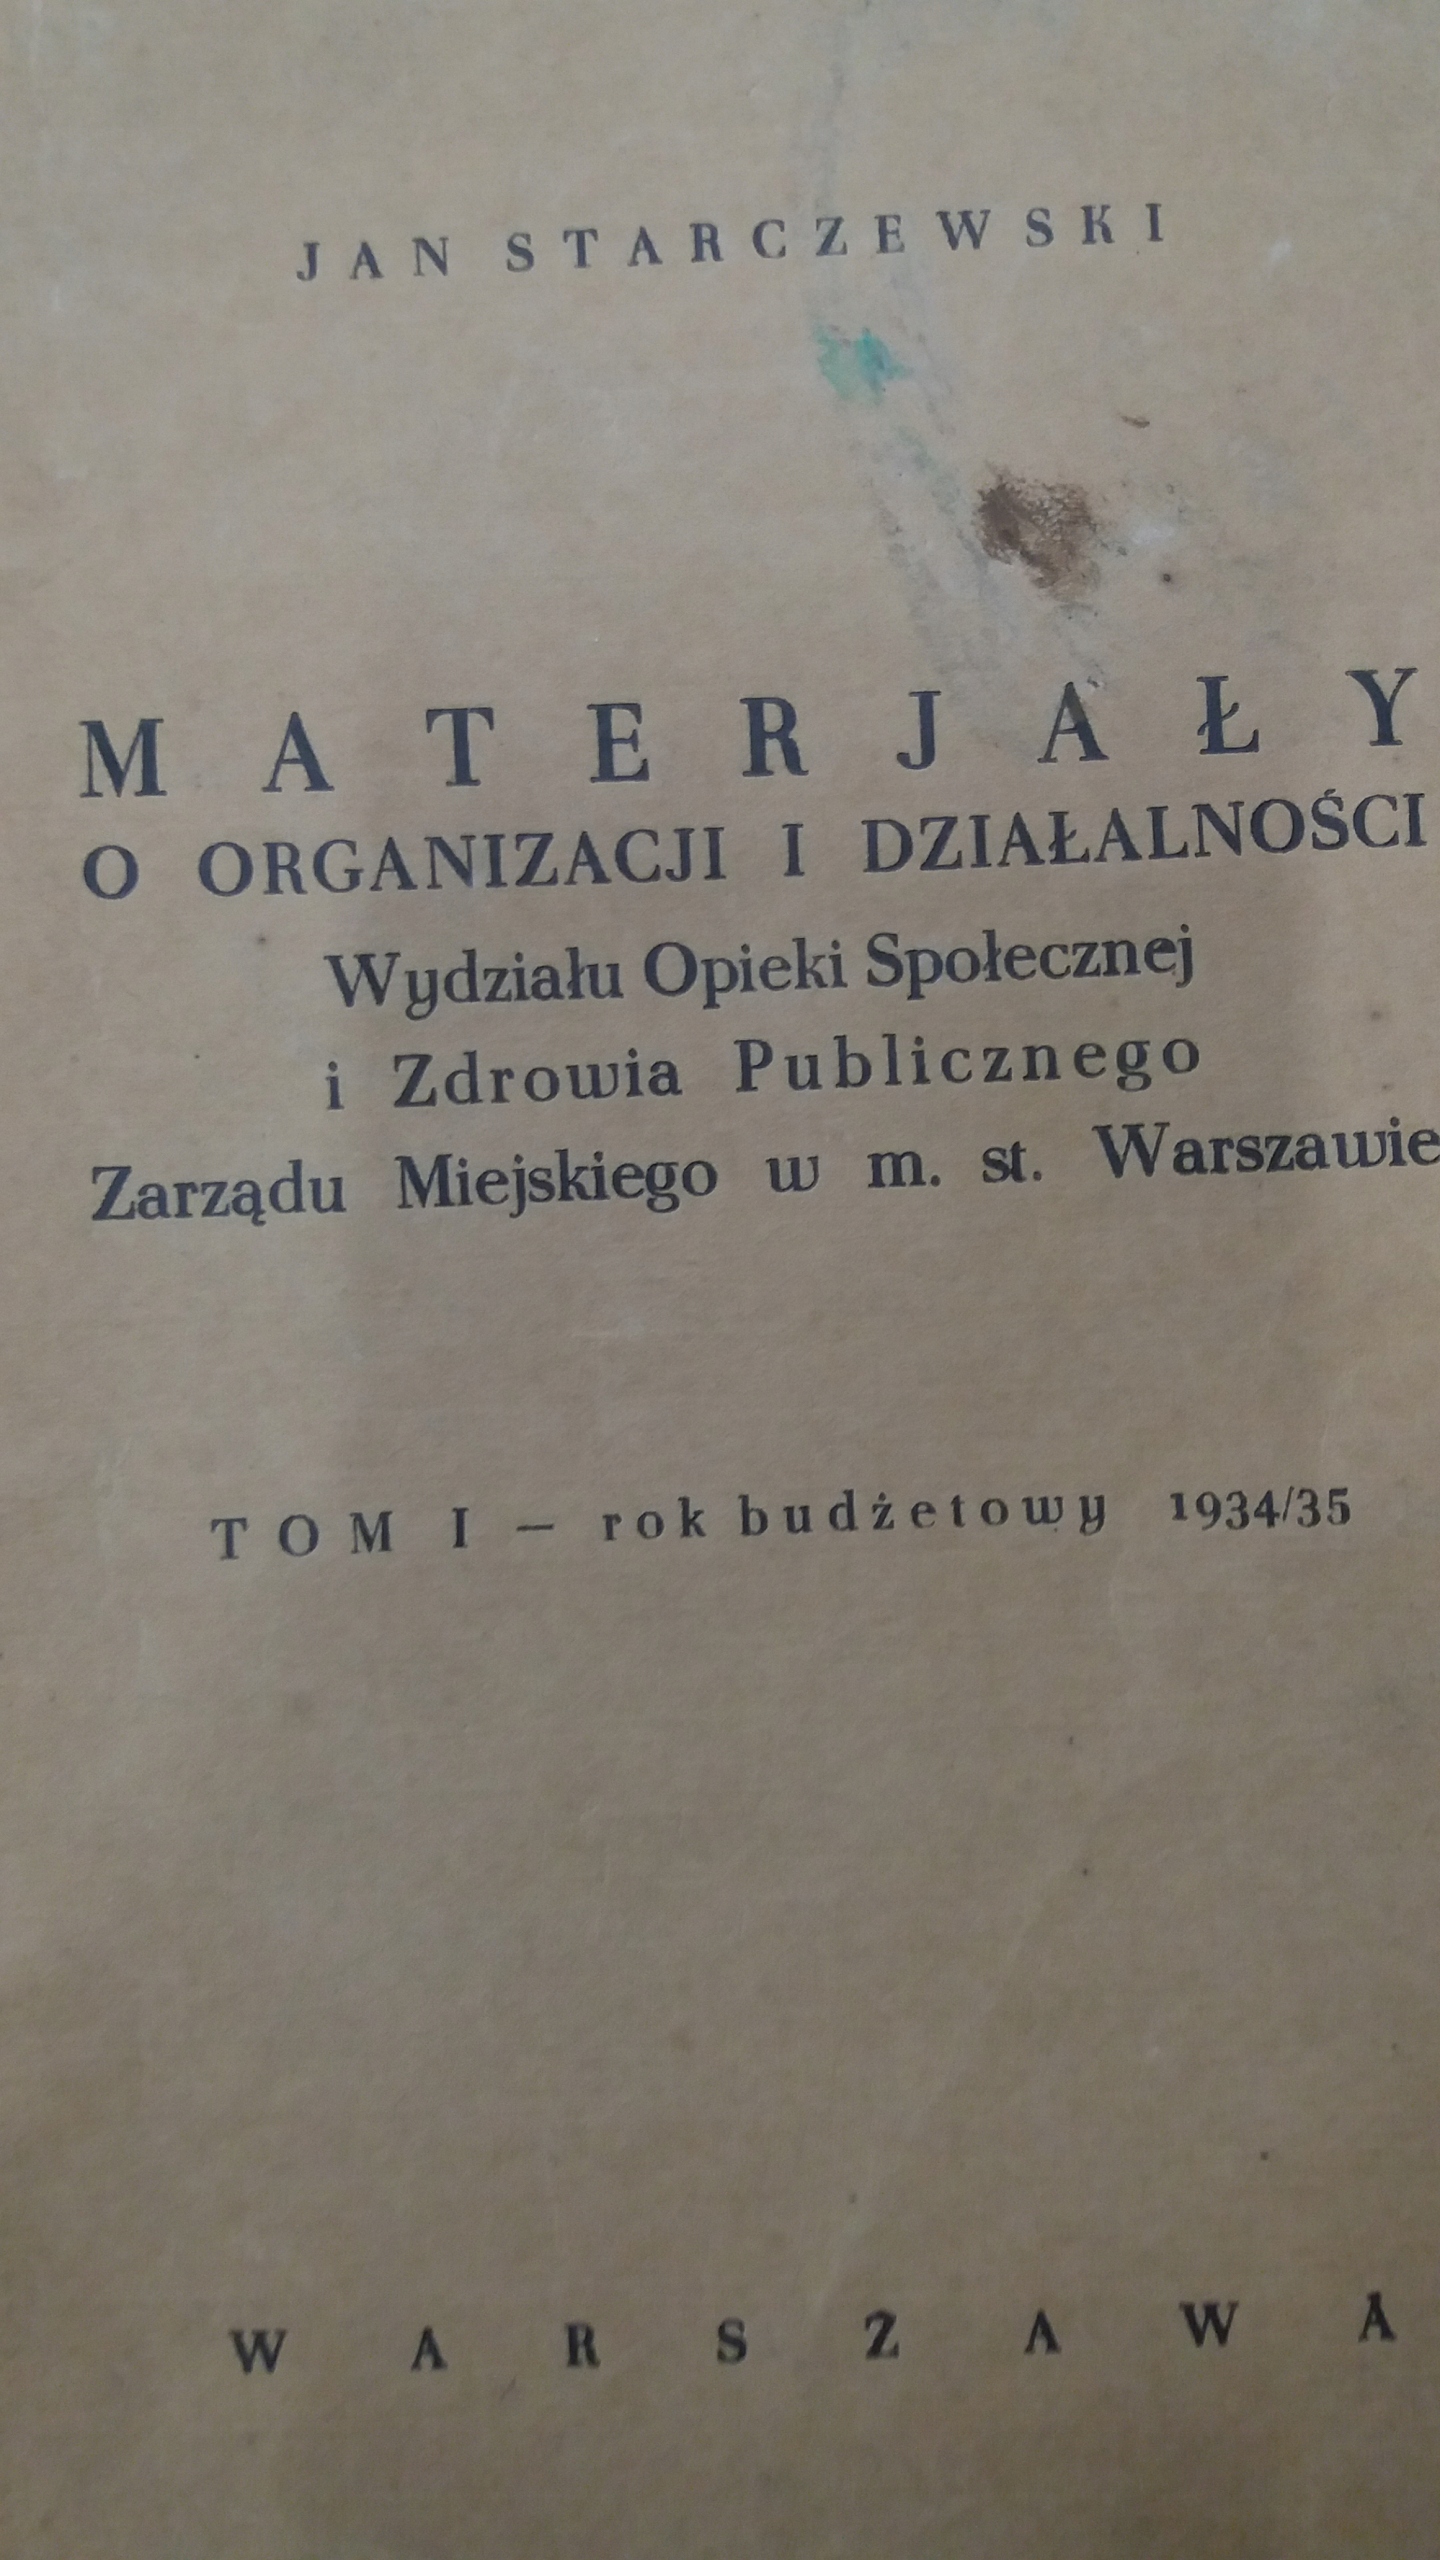 JAN STARCZEWSKI
MATERJAŁY
O ORGANIZACJI I DZIAŁALNOŚCI
Wydziału Opieki Społecznej
i Zdrowia Publicznego
Zarządu Miejskiego w m. st. Warszawie
TOM I — rok budżetowy 1934/35
WARSZAWA